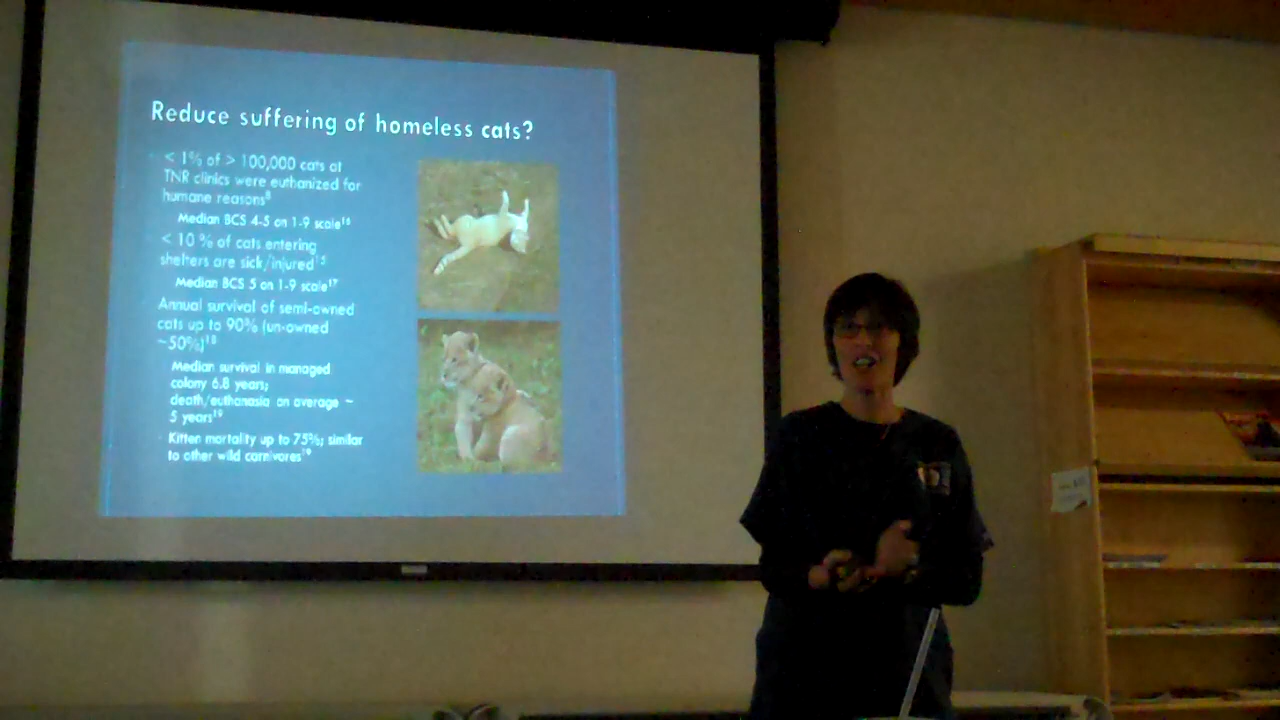 Reduce suffering of homeless cats?
< 1% of > 100,000 cats at
TNR clinics were euthanized for
humane reasons⁸
Median BCS 4-5 on 1-9 scale¹⁶
< 10 % of cats entering
shelters are sick/injured¹⁵
Median BCS 5 on 1-9 scale¹⁷
Annual survival of semi-owned
cats up to 90% (un-owned
~50%)¹⁸
Median survival in managed
colony 6.8 years;
death/euthanasia on average ~
5 years¹⁹
Kitten mortality up to 75%; similar
to other wild carnivores¹⁹